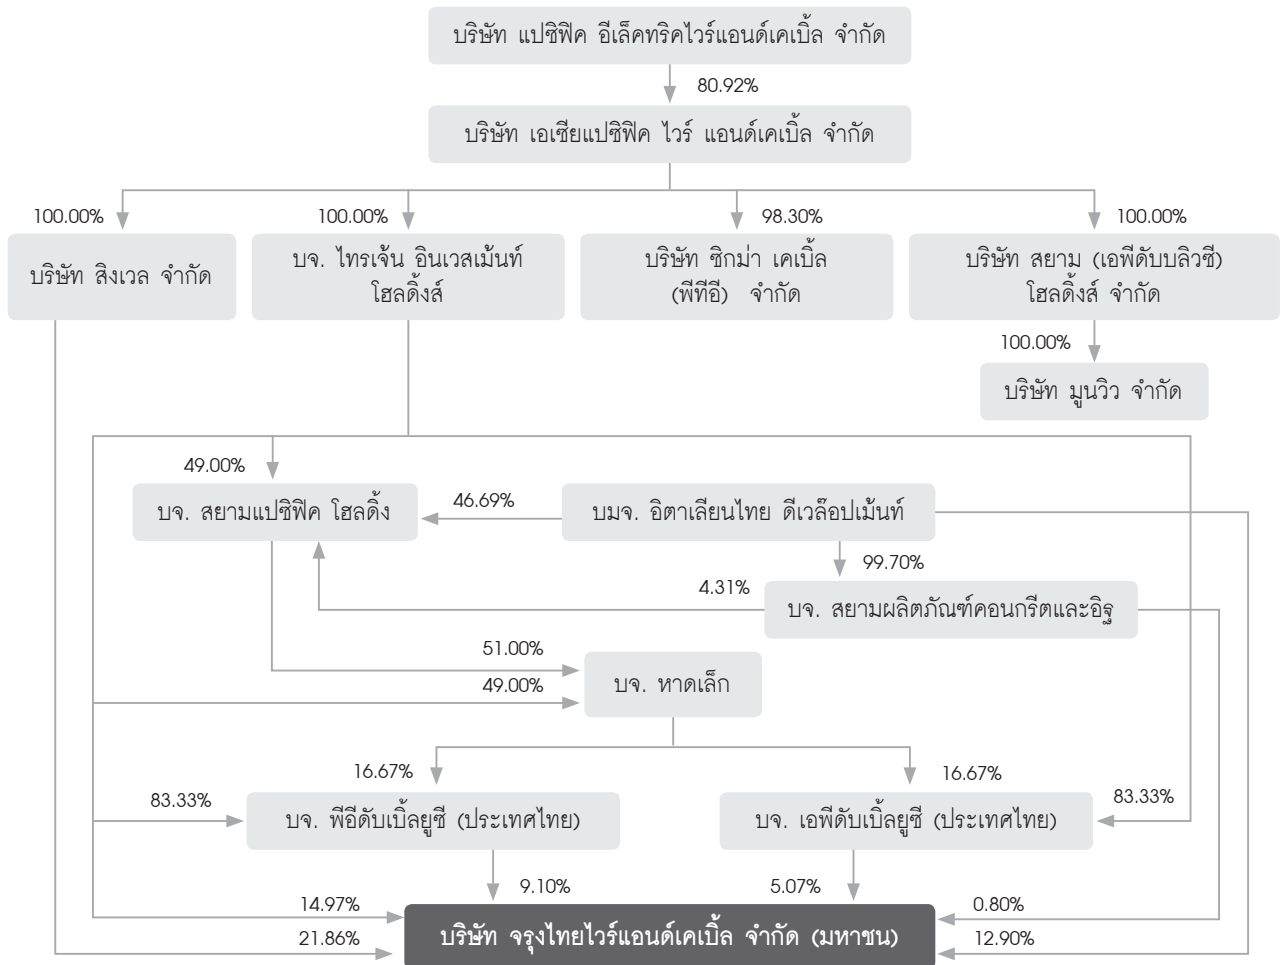 บริษัท แปซิฟิค อีเล็คทริคไวร์แอนด์เคเบิ้ล จำกัด
80.92%
บริษัท เอเซียแปซิฟิค ไวร์ แอนด์เคเบิ้ล จำกัด
100.00%
100.00%
98.30%
100.00%
บริษัท สิงเวล จำกัด
บจ. ไทรเจ้น อินเวสเม้นท์
โฮลดิ้งส์
บริษัท ซิกม่า เคเบิ้ล
(พีทีอี) จำกัด
บริษัท สยาม (เอพีดับบลิวซี)
โฮลดิ้งส์ จำกัด
100.00%
บริษัท มูนวิว จำกัด
49.00%
บจ. สยามแปซิฟิค โฮลดิ้ง
46.69%
บมจ. อิตาเลียนไทย ดีเวล๊อปเม้นท์
99.70%
4.31%
บจ. สยามผลิตภัณฑ์คอนกรีตและอิฐ
51.00%
49.00%
บจ. หาดเล็ก
16.67%
16.67%
83.33%
83.33%
บจ. พีอีดับเบิ้ลยูซี (ประเทศไทย)
บจ. เอพีดับเบิ้ลยูซี (ประเทศไทย)
9.10%
5.07%
14.97%
0.80%
21.86%
12.90%
บริษัท จรุงไทยไวร์แอนด์เคเบิ้ล จำกัด (มหาชน)